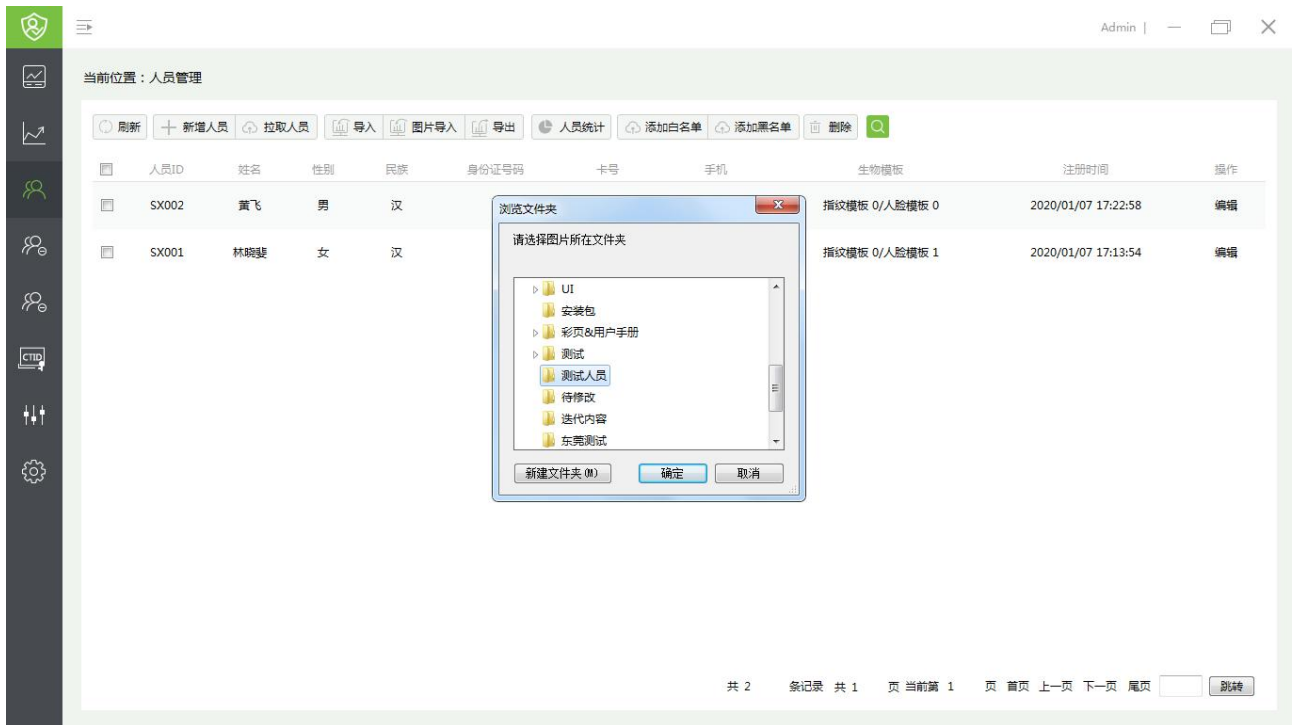 Admin |
当前位置：人员管理
刷新 新增人员 拉取人员 导入 图片导入 导出 人员统计 添加白名单 添加黑名单 删除
人员ID 姓名 性别 民族 身份证号码 卡号 手机 生物模板 注册时间 操作
SX002 黄飞 男 汉 指纹模板 0/人脸模板 0 2020/01/07 17:22:58 编辑
SX001 林晓斐 女 汉 指纹模板 0/人脸模板 1 2020/01/07 17:13:54 编辑
浏览文件夹
请选择图片所在文件夹
UI
安装包
彩页&用户手册
测试
测试人员
待修改
迭代内容
东莞测试
新建文件夹(M) 确定 取消
CTID
共 2 条记录 共 1 页 当前第 1 页 首页 上一页 下一页 尾页 跳转